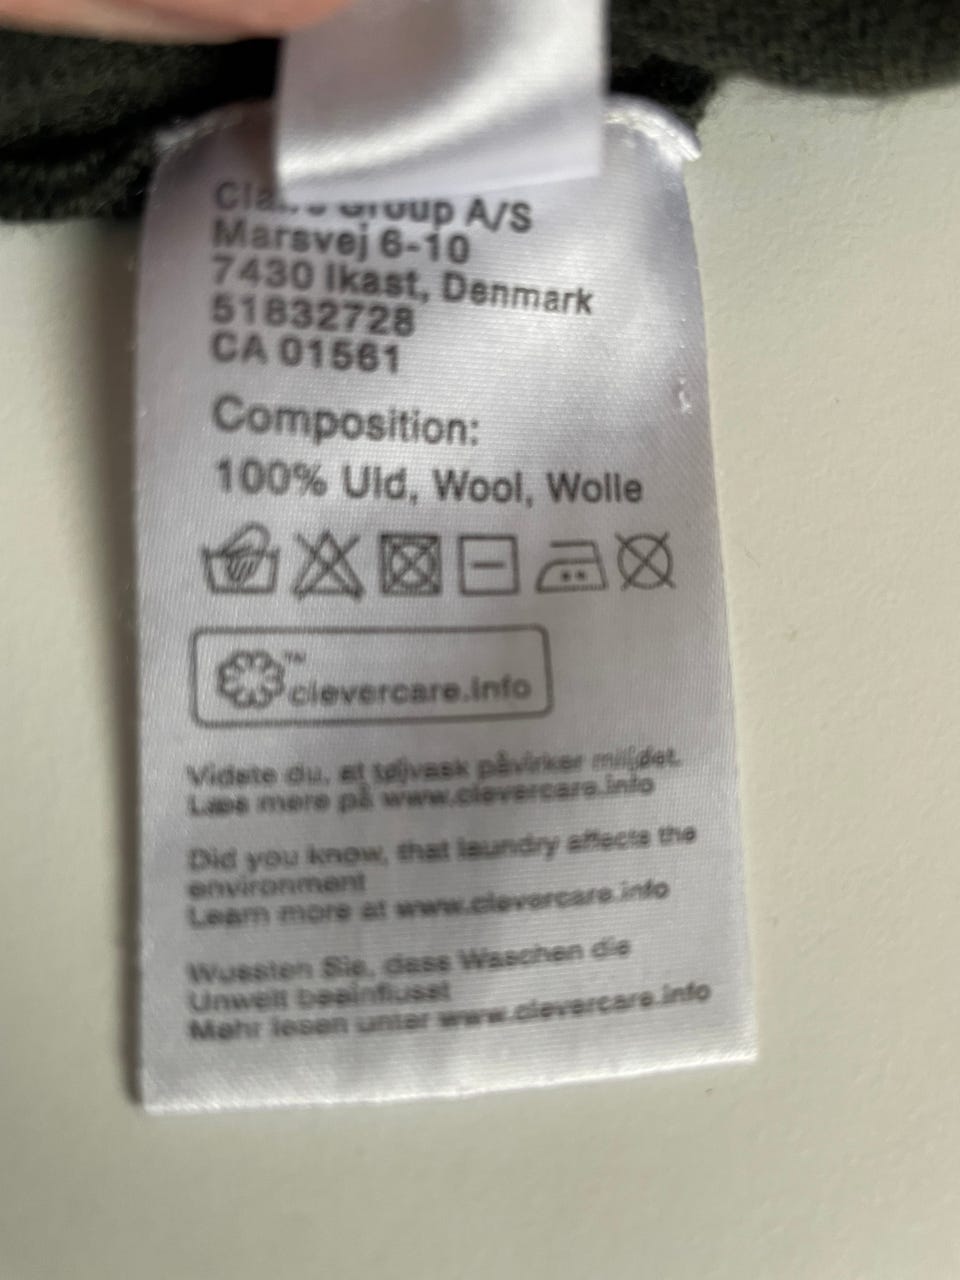 Group A/S
Marsvej 6-10
7430 Ikast, Denmark
51832728
CA 01561
Composition:
100% Uld, Wool, Wolle
™
clevercare.info
Vidste du, at tøjvask påvirker miljøet.
Læs mere på www.clevercare.info
Did you know, that laundry affects the
environment
Learn more at www.clevercare.info
Wussten Sie, dass Waschen die
Umwelt beeinflusst
Mehr lesen unter www.clevercare.info